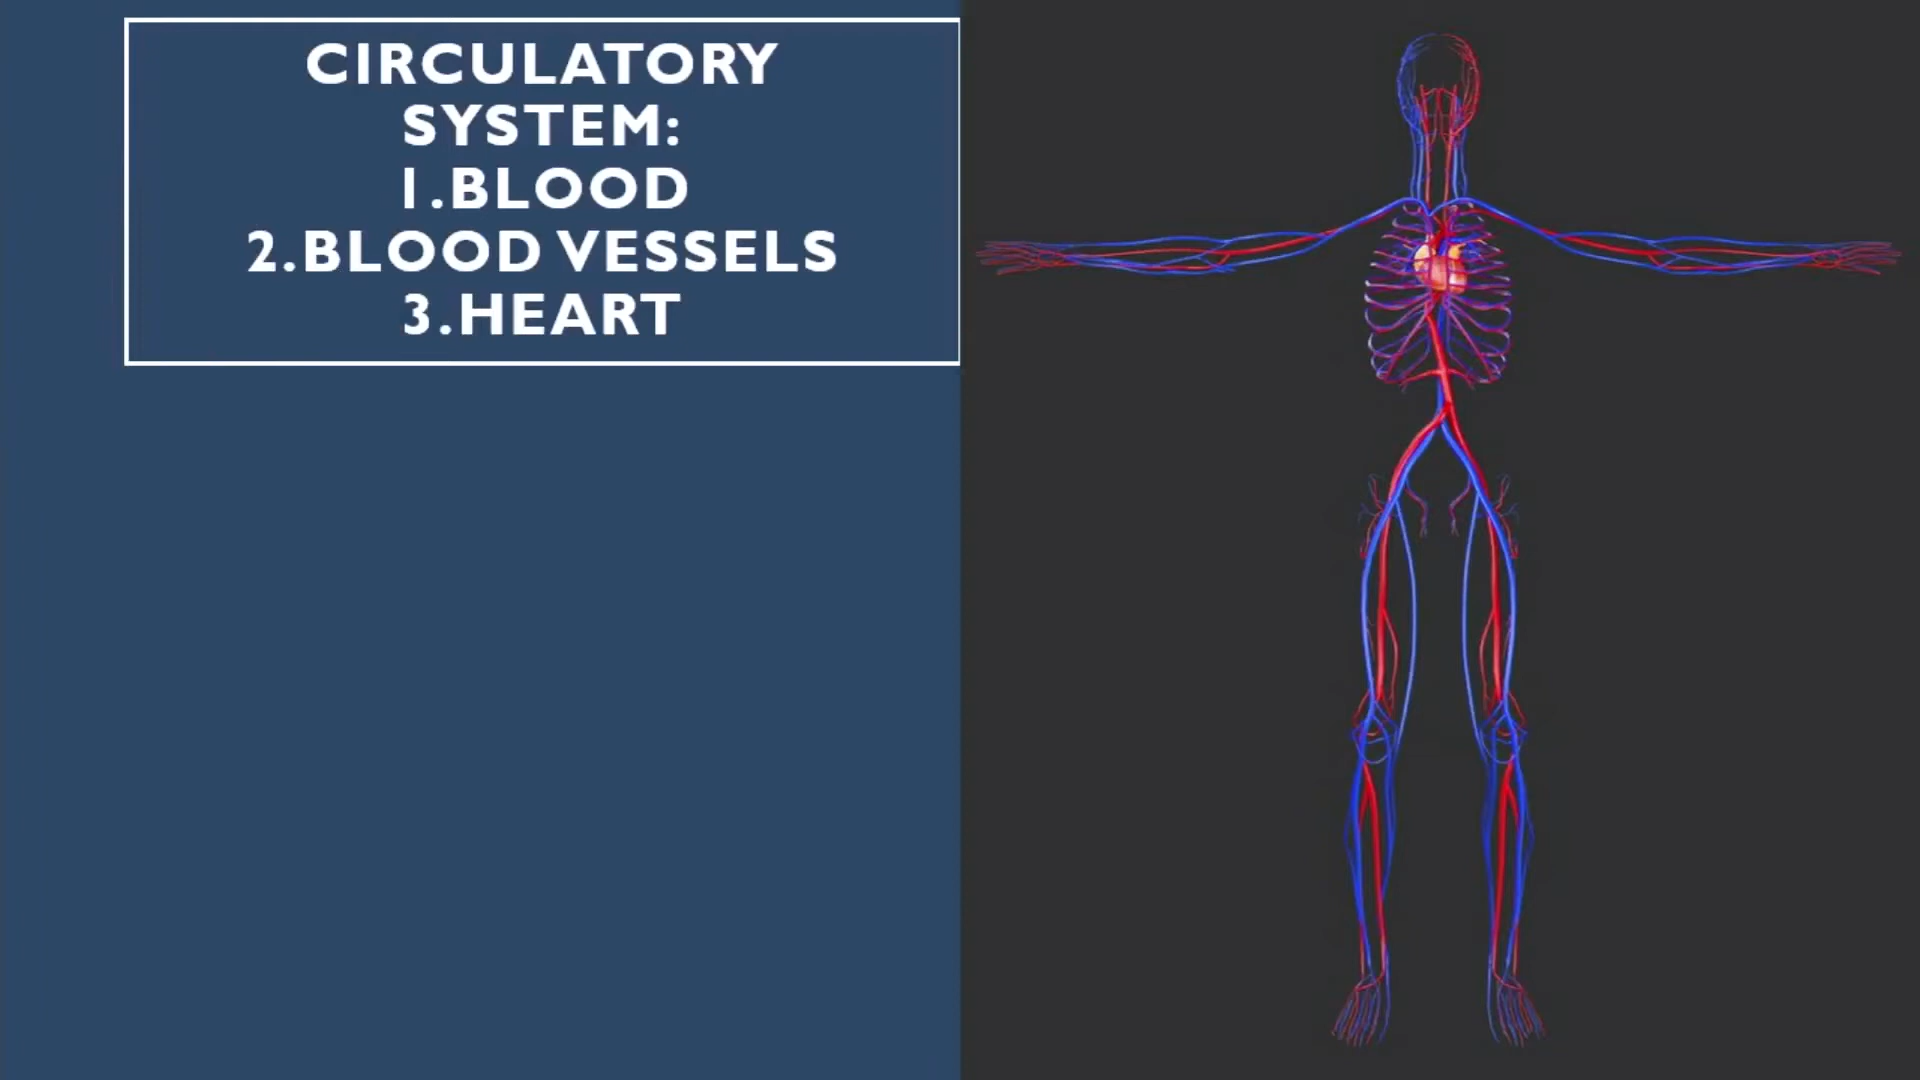 CIRCULATORY
SYSTEM:
1.BLOOD
2.BLOOD VESSELS
3.HEART